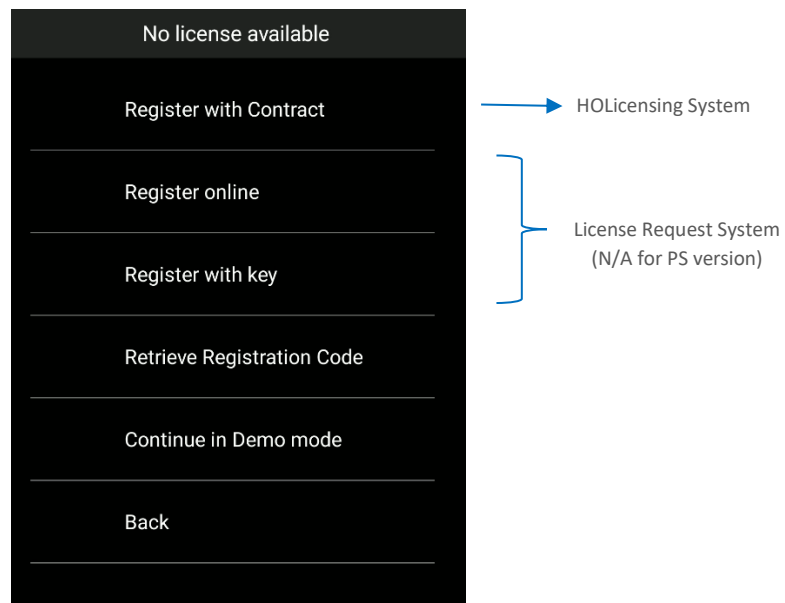 No license available
Register with Contract
HOLicensing System
Register online
License Request System
(N/A for PS version)
Register with key
Retrieve Registration Code
Continue in Demo mode
Back